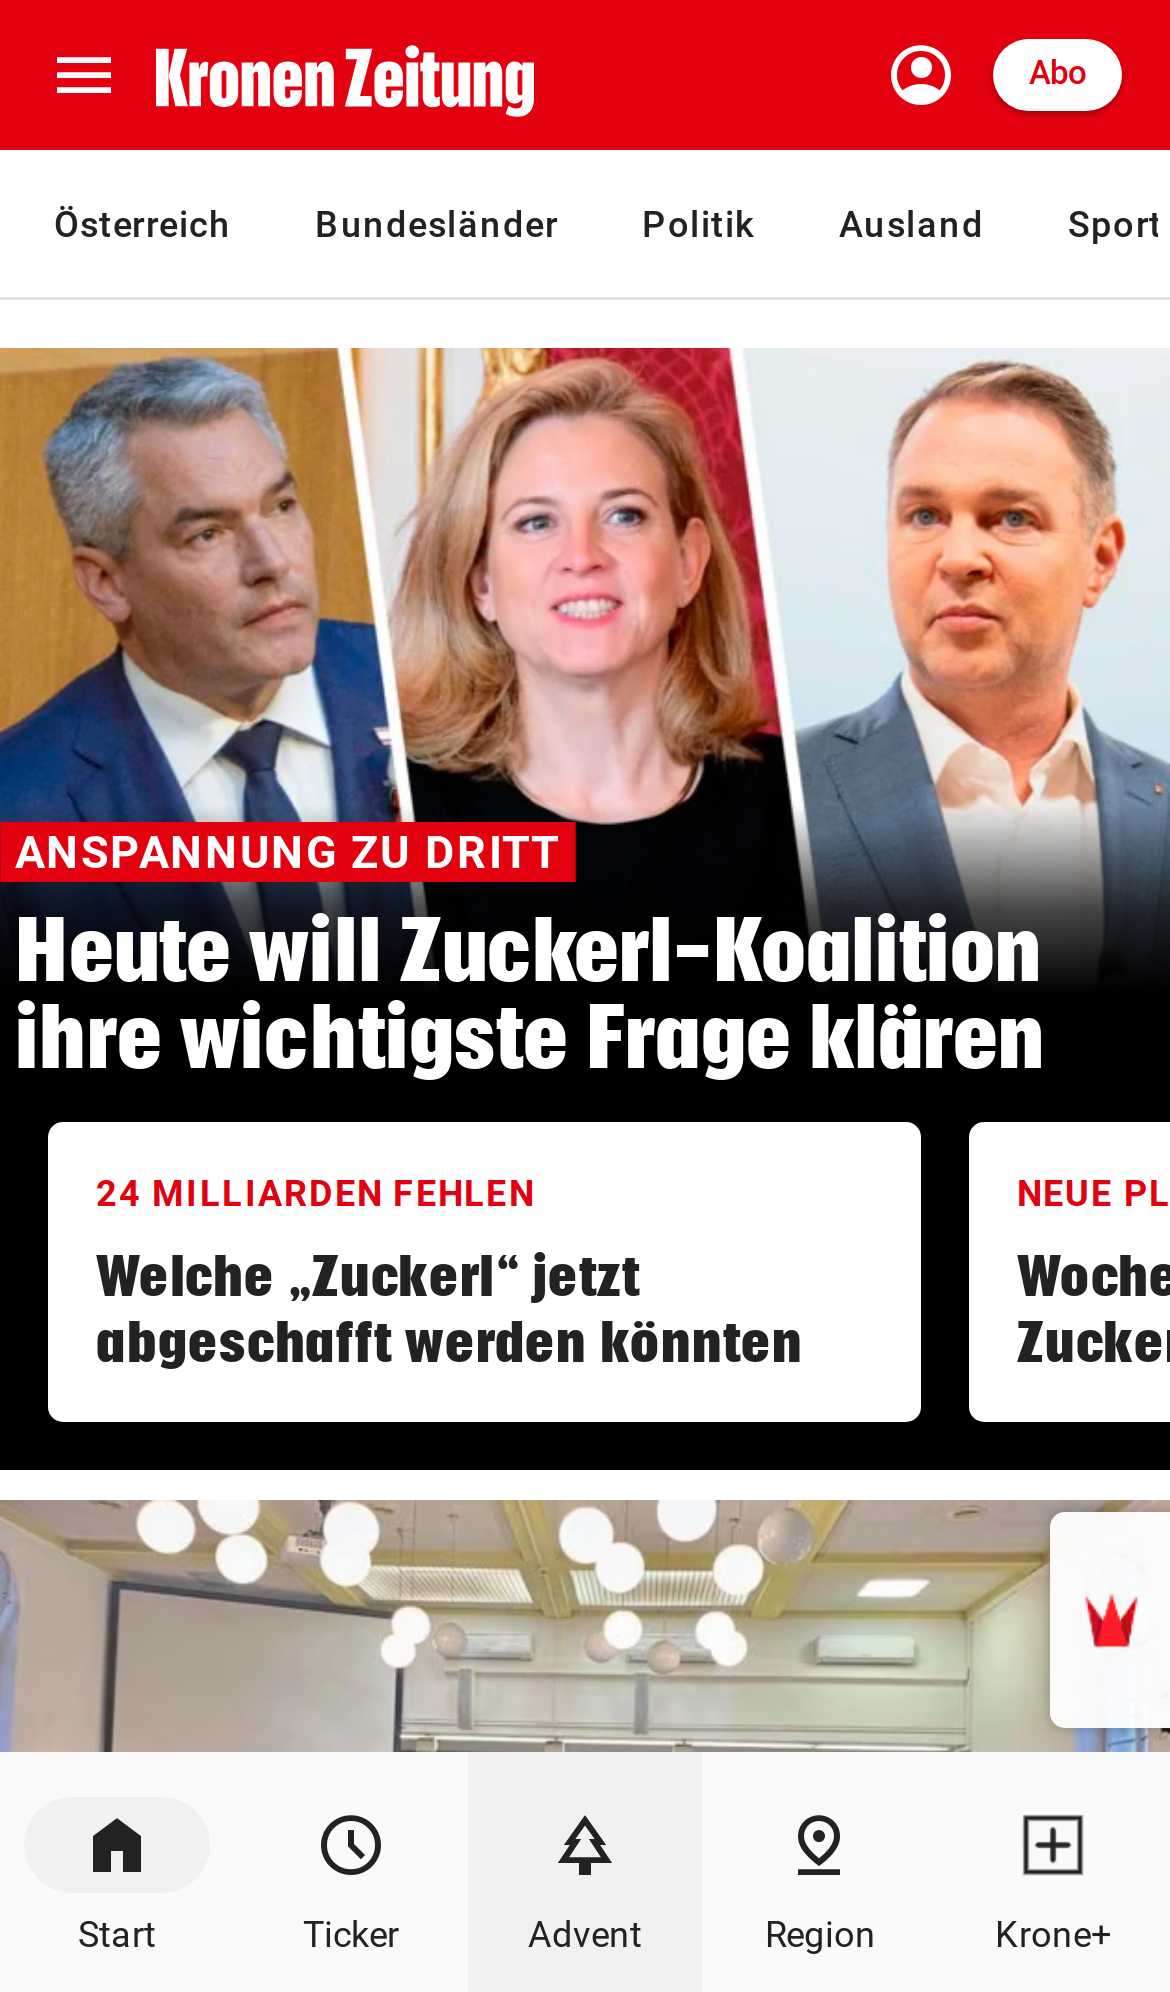 Kronen Zeitung
Abo
Österreich Bundesländer Politik Ausland Sport
ANSPANNUNG ZU DRITT
Heute will Zuckerl-Koalition
ihre wichtigste Frage klären
24 MILLIARDEN FEHLEN
Welche „Zuckerl“ jetzt
abgeschafft werden könnten
NEUE PL
Woche
Zucker
Start Ticker Advent Region Krone+